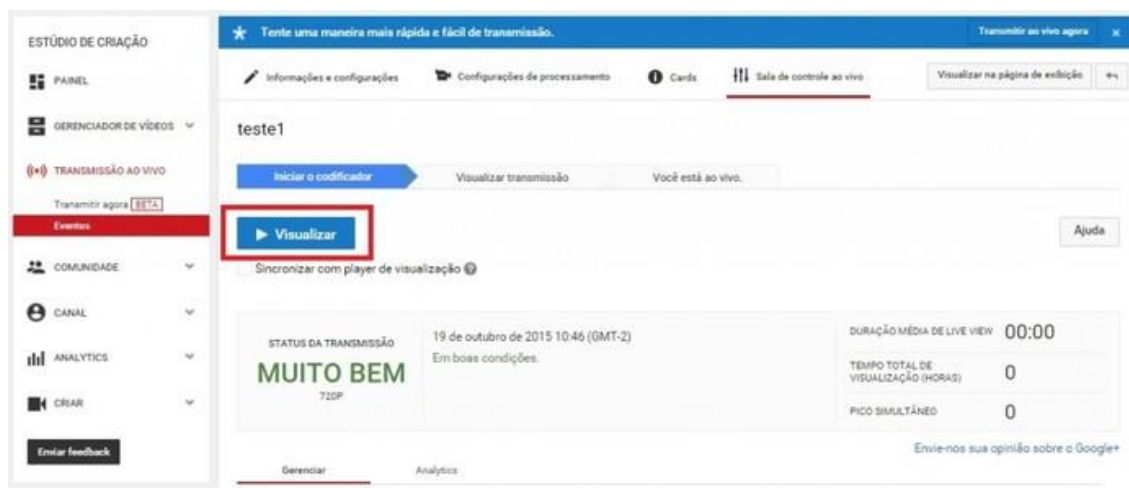 ESTÚDIO DE CRIAÇÃO
PAINEL
GERENCIADOR DE VÍDEOS
TRANSMISSÃO AO VIVO
Transmitir agora BETA
Eventos
COMUNIDADE
CANAL
ANALYTICS
CRIAR
Enviar feedback
Tente uma maneira mais rápida e fácil de transmissão.
Transmitir ao vivo agora x
Informações e configurações
Configurações de processamento
Cards
Sala de controle ao vivo
Visualizar na página de exibição
teste1
Iniciar o codificador
Visualizar transmissão
Você está ao vivo.
Visualizar
Ajuda
Sincronizar com player de visualização ?
STATUS DA TRANSMISSÃO
MUITO BEM
720P
19 de outubro de 2015 10:46 (GMT-2)
Em boas condições.
DURAÇÃO MÉDIA DE LIVE VIEW 00:00
TEMPO TOTAL DE
VISUALIZAÇÃO (HORAS) 0
PICO SIMULTÂNEO 0
Envie-nos sua opinião sobre o Google+
Gerenciar
Analytics